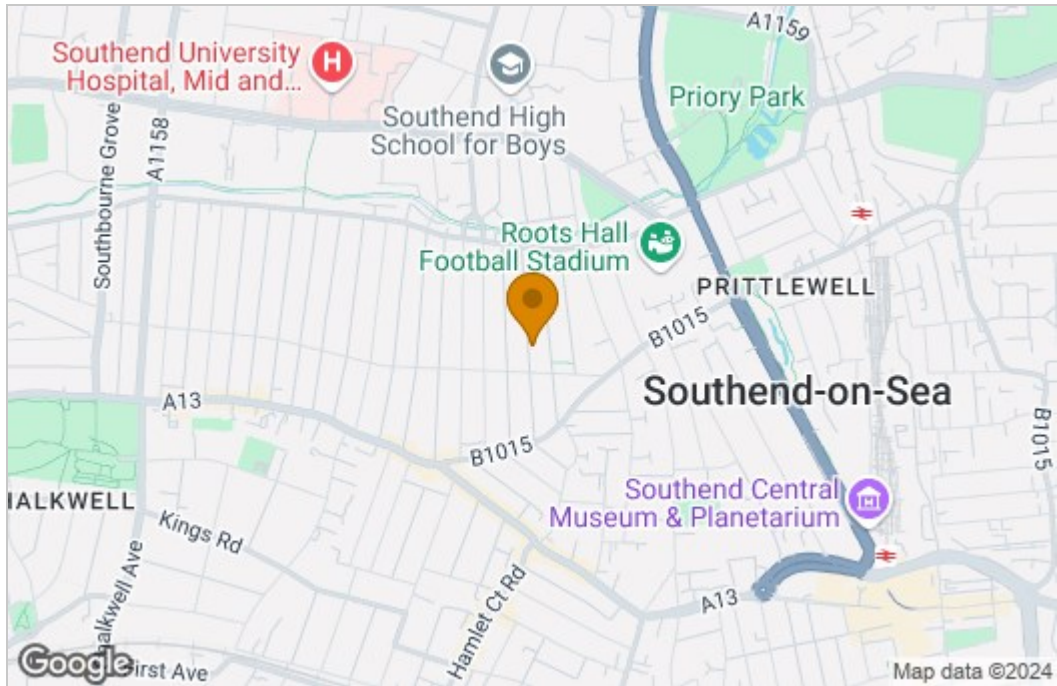 A1159
Southend University
Hospital, Mid and...
Priory Park
Southend High
School for Boys
A1158
Southbourne Grove
Roots Hall
Football Stadium
PRITTLEWELL
B1015
Southend-on-Sea
A13
B1015
B1015
HALKWELL
Southend Central
Museum & Planetarium
Kings Rd
Chalkwell Ave
Hamlet Ct Rd
A13
First Ave
Google
Map data ©2024